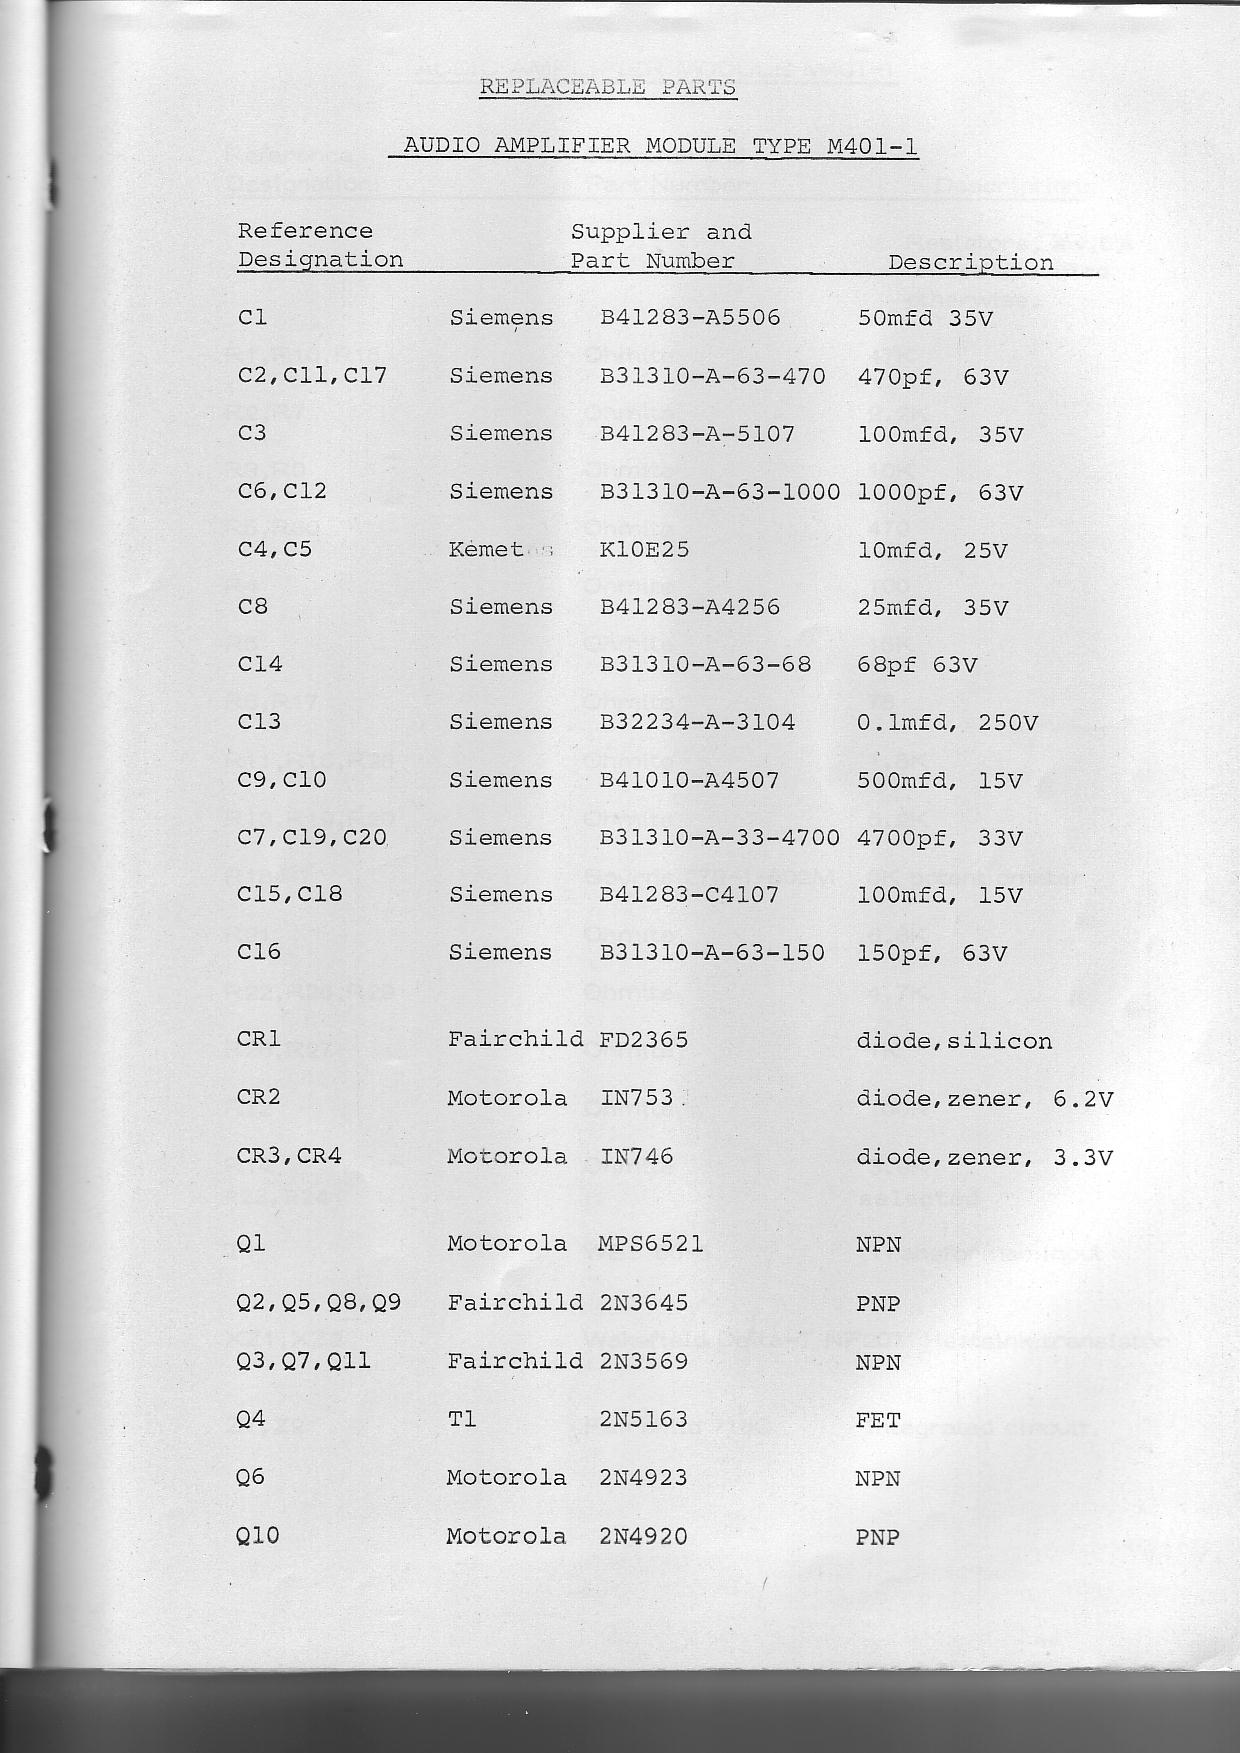 REPLACEABLE PARTS
AUDIO AMPLIFIER MODULE TYPE M401-1
Reference Supplier and
Designation Part Number Description
C1 Siemens B41283-A5506 50mfd 35V
C2,C11,C17 Siemens B31310-A-63-470 470pf, 63V
C3 Siemens B41283-A-5107 100mfd, 35V
C6,C12 Siemens B31310-A-63-1000 1000pf, 63V
C4,C5 Kemet K10E25 10mfd, 25V
C8 Siemens B41283-A4256 25mfd, 35V
C14 Siemens B31310-A-63-68 68pf 63V
C13 Siemens B32234-A-3104 0.1mfd, 250V
C9,C10 Siemens B41010-A4507 500mfd, 15V
C7,C19,C20 Siemens B31310-A-33-4700 4700pf, 33V
C15,C18 Siemens B41283-C4107 100mfd, 15V
C16 Siemens B31310-A-63-150 150pf, 63V
CR1 Fairchild FD2365 diode,silicon
CR2 Motorola IN753 diode,zener, 6.2V
CR3,CR4 Motorola IN746 diode,zener, 3.3V
Q1 Motorola MPS6521 NPN
Q2,Q5,Q8,Q9 Fairchild 2N3645 PNP
Q3,Q7,Q11 Fairchild 2N3569 NPN
Q4 T1 2N5163 FET
Q6 Motorola 2N4923 NPN
Q10 Motorola 2N4920 PNP